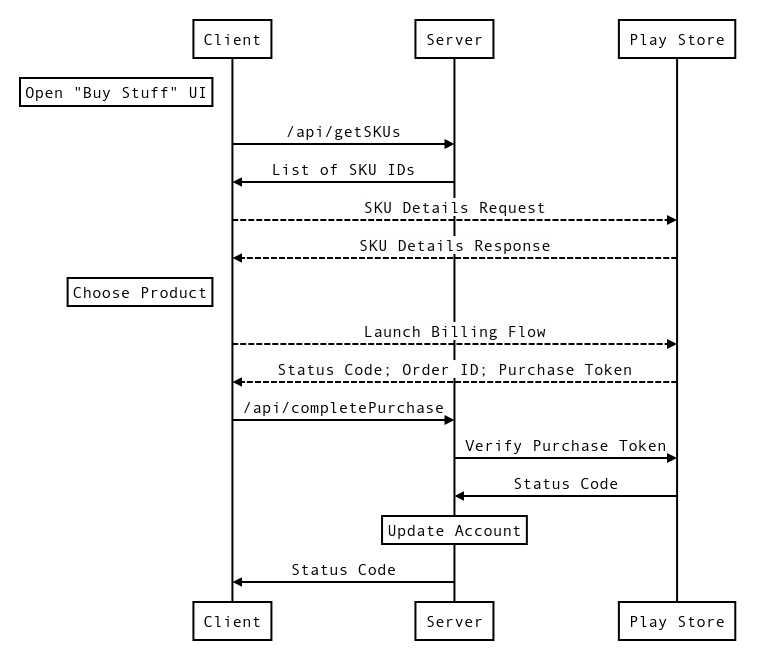 Client
Server
Play Store
Open "Buy Stuff" UI
/api/getSKUs
List of SKU IDs
SKU Details Request
SKU Details Response
Choose Product
Launch Billing Flow
Status Code; Order ID; Purchase Token
/api/completePurchase
Verify Purchase Token
Status Code
Update Account
Status Code
Client
Server
Play Store